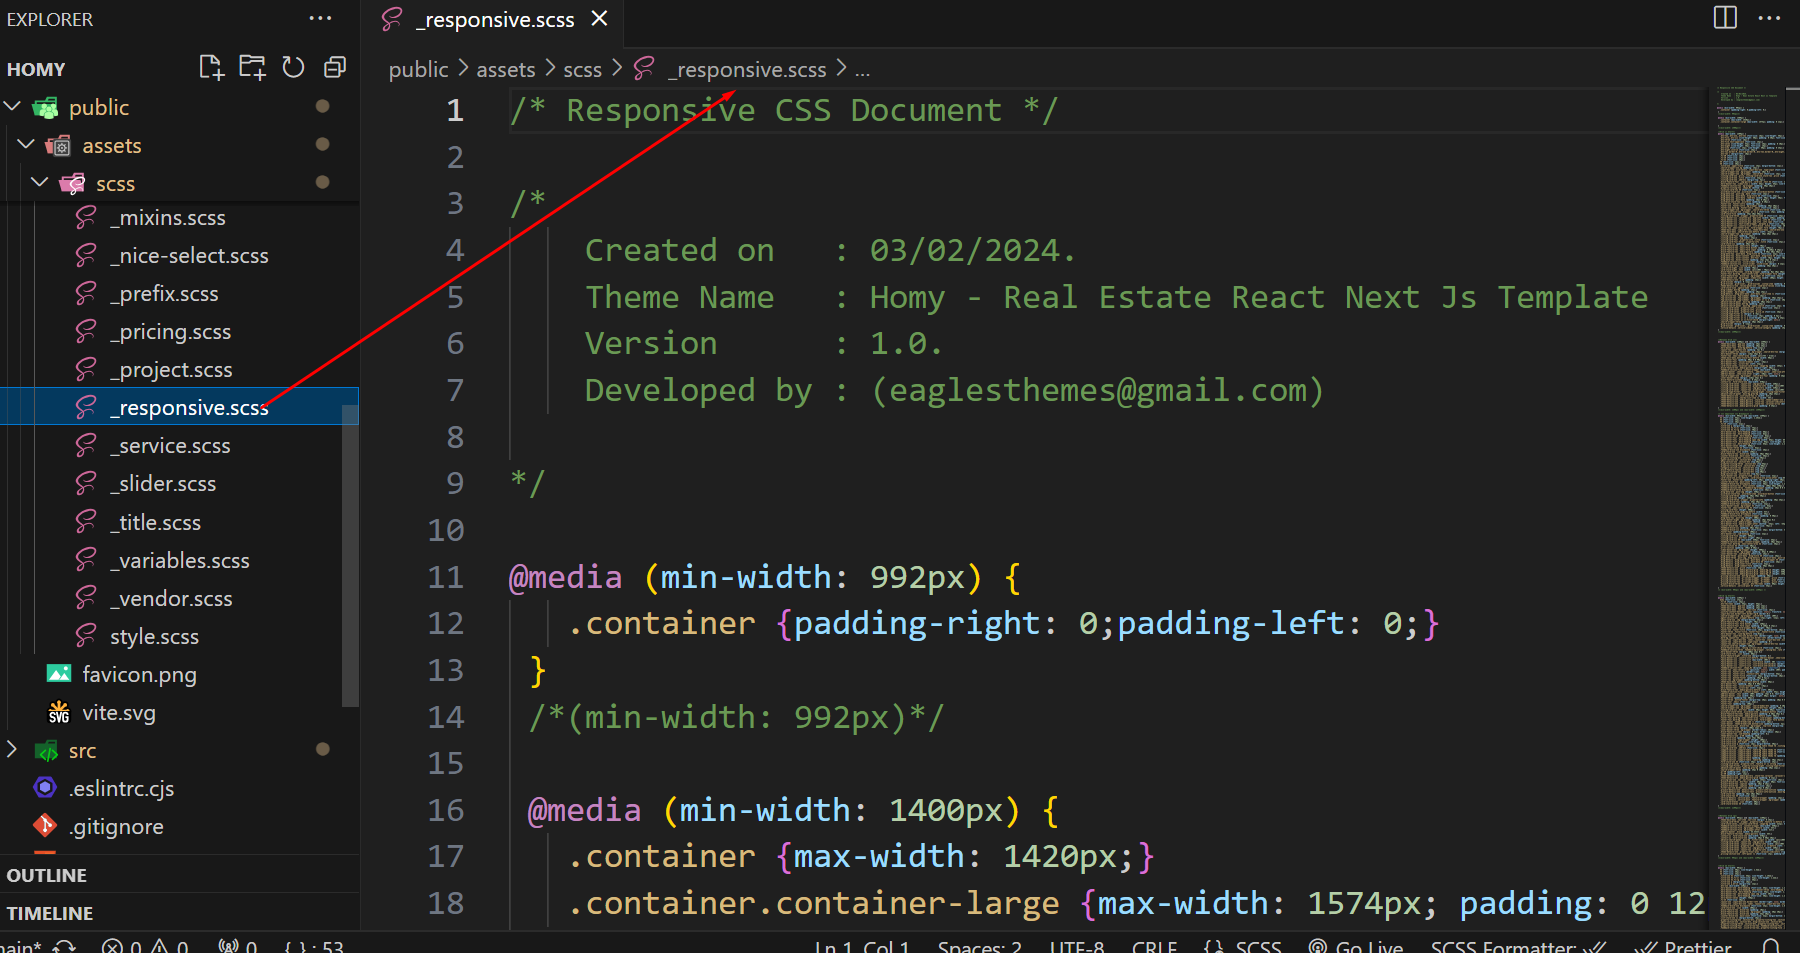 EXPLORER
HOMY
public
assets
scss
_mixins.scss
_nice-select.scss
_prefix.scss
_pricing.scss
_project.scss
_responsive.scss
_service.scss
_slider.scss
_title.scss
_variables.scss
_vendor.scss
style.scss
favicon.png
SVG vite.svg
src
.eslintrc.cjs
.gitignore
OUTLINE
TIMELINE
_responsive.scss
public > assets > scss > _responsive.scss > ...
1 /* Responsive CSS Document */
2
3 /*
4 Created on : 03/02/2024.
5 Theme Name : Homy - Real Estate React Next Js Template
6 Version : 1.0.
7 Developed by : (eaglesthemes@gmail.com)
8
9 */
10
11 @media (min-width: 992px) {
12 .container {padding-right: 0;padding-left: 0;}
13 }
14 /*(min-width: 992px)*/
15
16 @media (min-width: 1400px) {
17 .container {max-width: 1420px;}
18 .container.container-large {max-width: 1574px; padding: 0 12
0 0 0 {..} : 53 Ln 1, Col 1 Spaces: 2 UTF-8 CRLF {} SCSS Go Live SCSS Formatter: Prettier